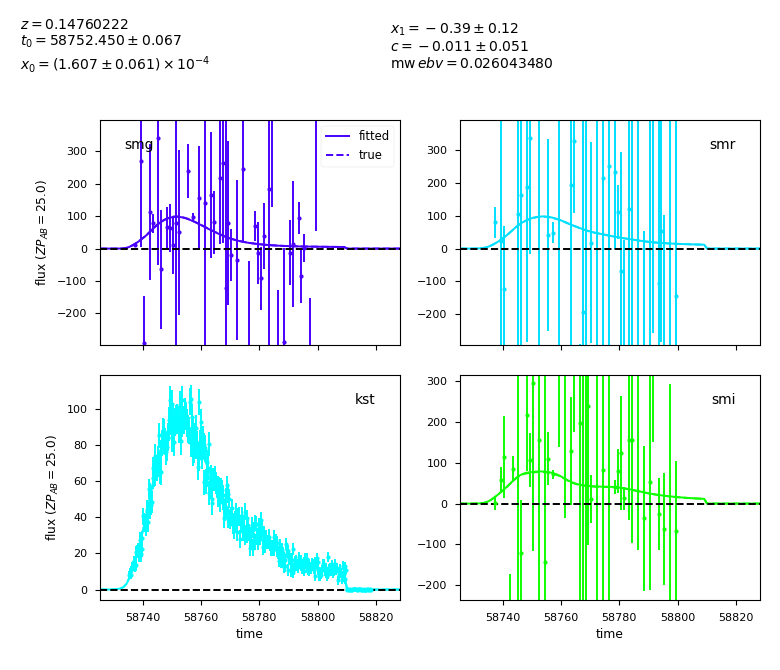 z = 0.14760222
t₀ = 58752.450 ± 0.067
x₀ = (1.607 ± 0.061) × 10⁻⁴
x₁ = −0.39 ± 0.12
c = −0.011 ± 0.051
mw ebv = 0.026043480
smg
fitted
true
300
200
100
0
−100
−200
flux (ZP_AB = 25.0)
smr
300
200
100
0
−100
−200
kst
100
80
60
40
20
0
flux (ZP_AB = 25.0)
58740 58760 58780 58800 58820
time
smi
300
200
100
0
−100
−200
58740 58760 58780 58800 58820
time